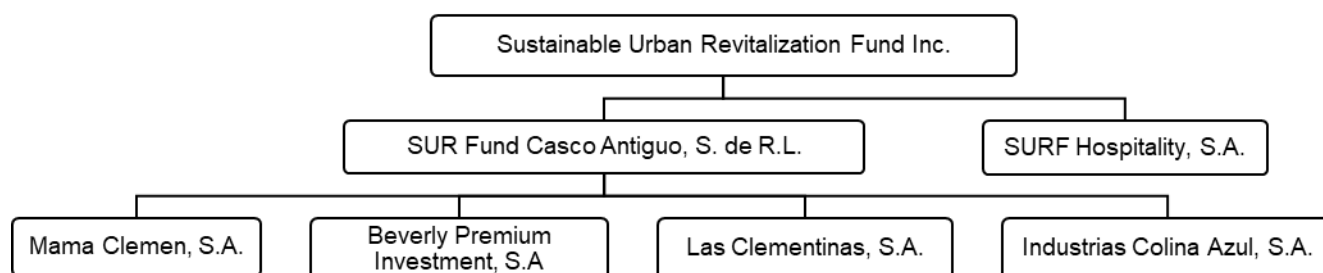 Sustainable Urban Revitalization Fund Inc.
SUR Fund Casco Antiguo, S. de R.L.
SURF Hospitality, S.A.
Mama Clemen, S.A.
Beverly Premium
Investment, S.A
Las Clementinas, S.A.
Industrias Colina Azul, S.A.